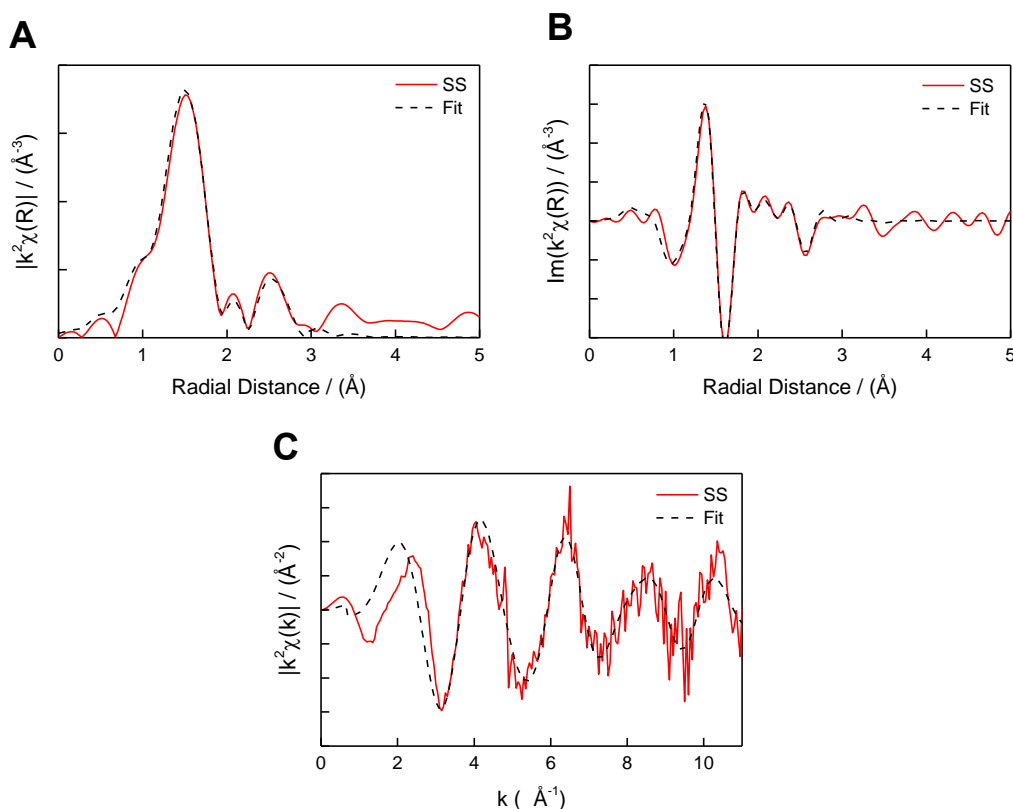 A
|k²χ(R)| / (Å⁻³)
SS
Fit
0 1 2 3 4 5
Radial Distance / (Å)
B
Im(k²χ(R)) / (Å⁻³)
SS
Fit
0 1 2 3 4 5
Radial Distance / (Å)
C
|k²χ(k)| / (Å⁻²)
SS
Fit
0 2 4 6 8 10
k ( Å⁻¹)